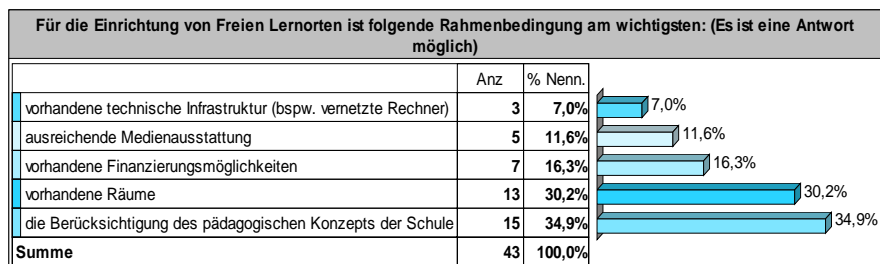 Für die Einrichtung von Freien Lernorten ist folgende Rahmenbedingung am wichtigsten: (Es ist eine Antwort
möglich)
Anz % Nenn.
vorhandene technische Infrastruktur (bspw. vernetzte Rechner) 3 7,0% 7,0%
ausreichende Medienausstattung 5 11,6% 11,6%
vorhandene Finanzierungsmöglichkeiten 7 16,3% 16,3%
vorhandene Räume 13 30,2% 30,2%
die Berücksichtigung des pädagogischen Konzepts der Schule 15 34,9% 34,9%
Summe 43 100,0%